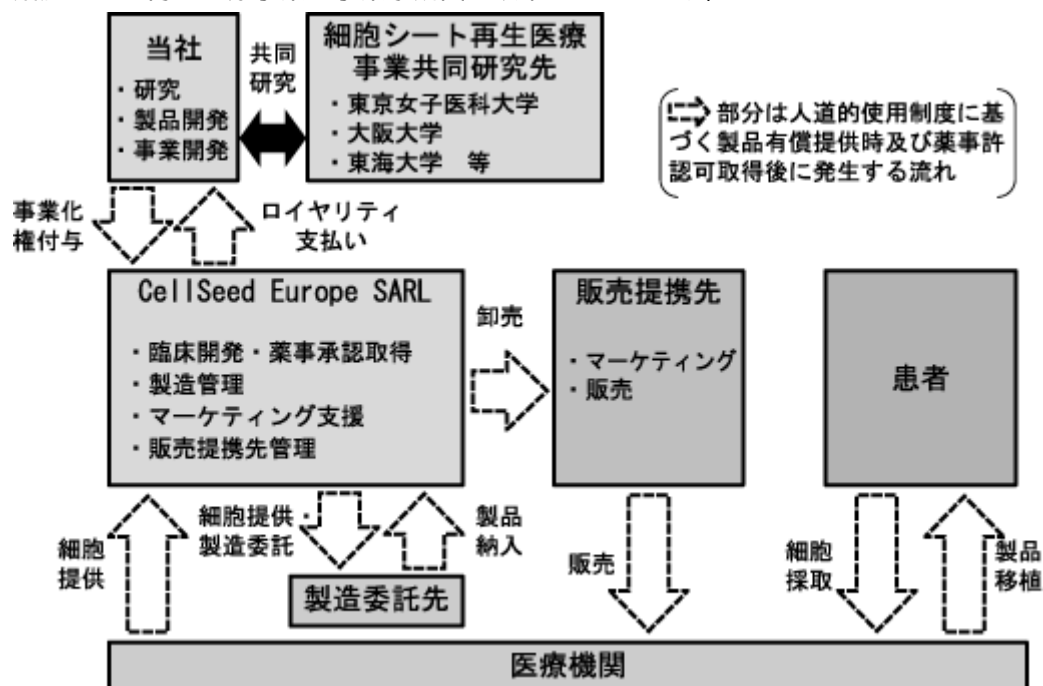 当社
・研究
・製品開発
・事業開発
共同
研究
細胞シート再生医療
事業共同研究先
・東京女子医科大学
・大阪大学
・東海大学 等
部分は人道的使用制度に基
づく製品有償提供時及び薬事許
認可取得後に発生する流れ
事業化
権付与
ロイヤリティ
支払い
CellSeed Europe SARL
・臨床開発・薬事承認取得
・製造管理
・マーケティング支援
・販売提携先管理
卸売
販売提携先
・マーケティング
・販売
患者
細胞
提供
細胞提供・
製造委託
製品
納入
製造委託先
販売
細胞
採取
製品
移植
医療機関